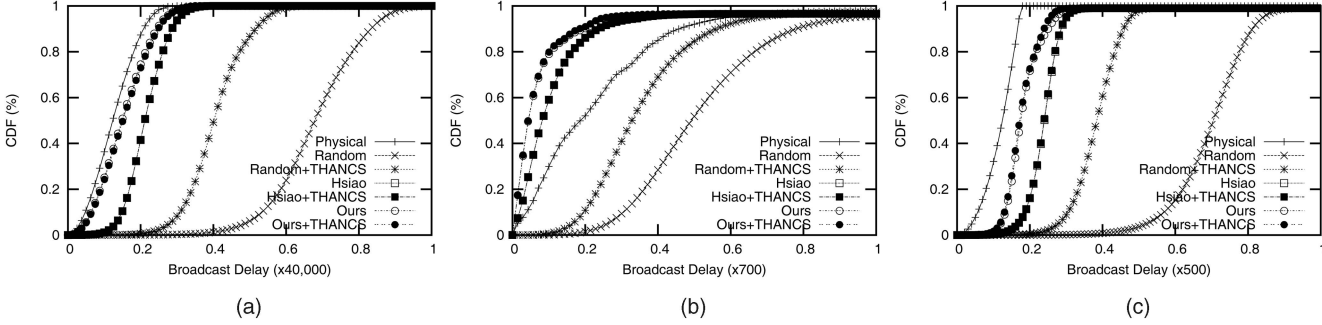 1
0.8
0.6
0.4
0.2
0
CDF (%)
Physical
Random
Random+THANCS
Hsiao
Hsiao+THANCS
Ours
Ours+THANCS
0 0.2 0.4 0.6 0.8 1
Broadcast Delay (x40,000)
(a)
1
0.8
0.6
0.4
0.2
0
CDF (%)
Physical
Random
Random+THANCS
Hsiao
Hsiao+THANCS
Ours
Ours+THANCS
0 0.2 0.4 0.6 0.8 1
Broadcast Delay (x700)
(b)
1
0.8
0.6
0.4
0.2
0
CDF (%)
Physical
Random
Random+THANCS
Hsiao
Hsiao+THANCS
Ours
Ours+THANCS
0 0.2 0.4 0.6 0.8 1
Broadcast Delay (x500)
(c)